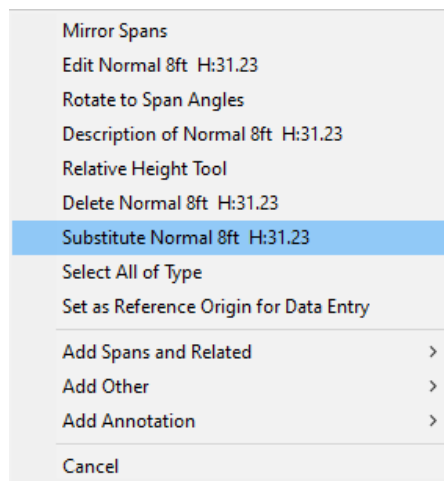 Mirror Spans
Edit Normal 8ft  H:31.23
Rotate to Span Angles
Description of Normal 8ft  H:31.23
Relative Height Tool
Delete Normal 8ft  H:31.23
Substitute Normal 8ft  H:31.23
Select All of Type
Set as Reference Origin for Data Entry
Add Spans and Related
Add Other
Add Annotation
Cancel